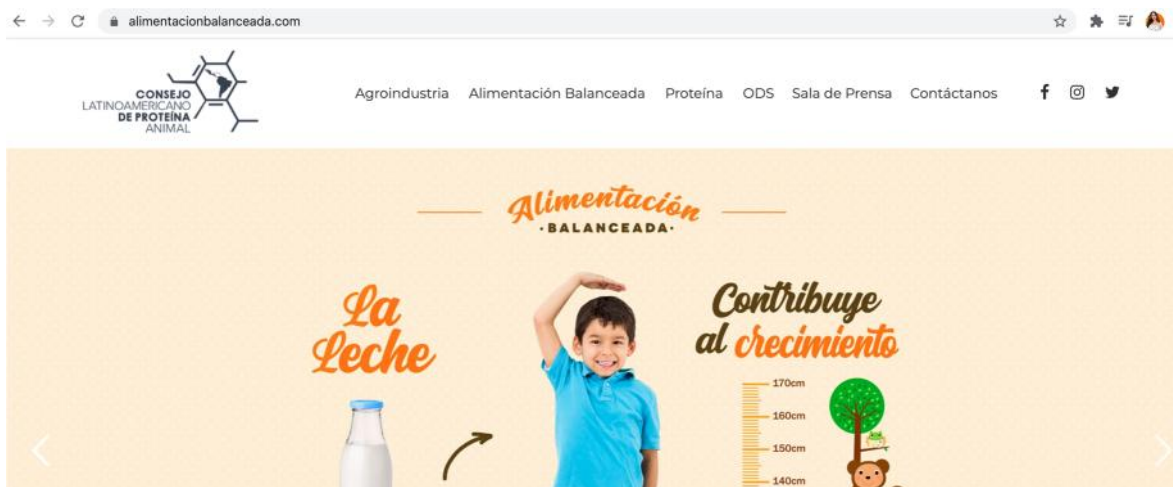 alimentacionbalanceada.com
CONSEJO
LATINOAMERICANO
DE PROTEÍNA
ANIMAL
Agroindustria Alimentación Balanceada Proteína ODS Sala de Prensa Contáctanos
Alimentación
·BALANCEADA·
La
Leche
Contribuye
al crecimiento
170cm
160cm
150cm
140cm